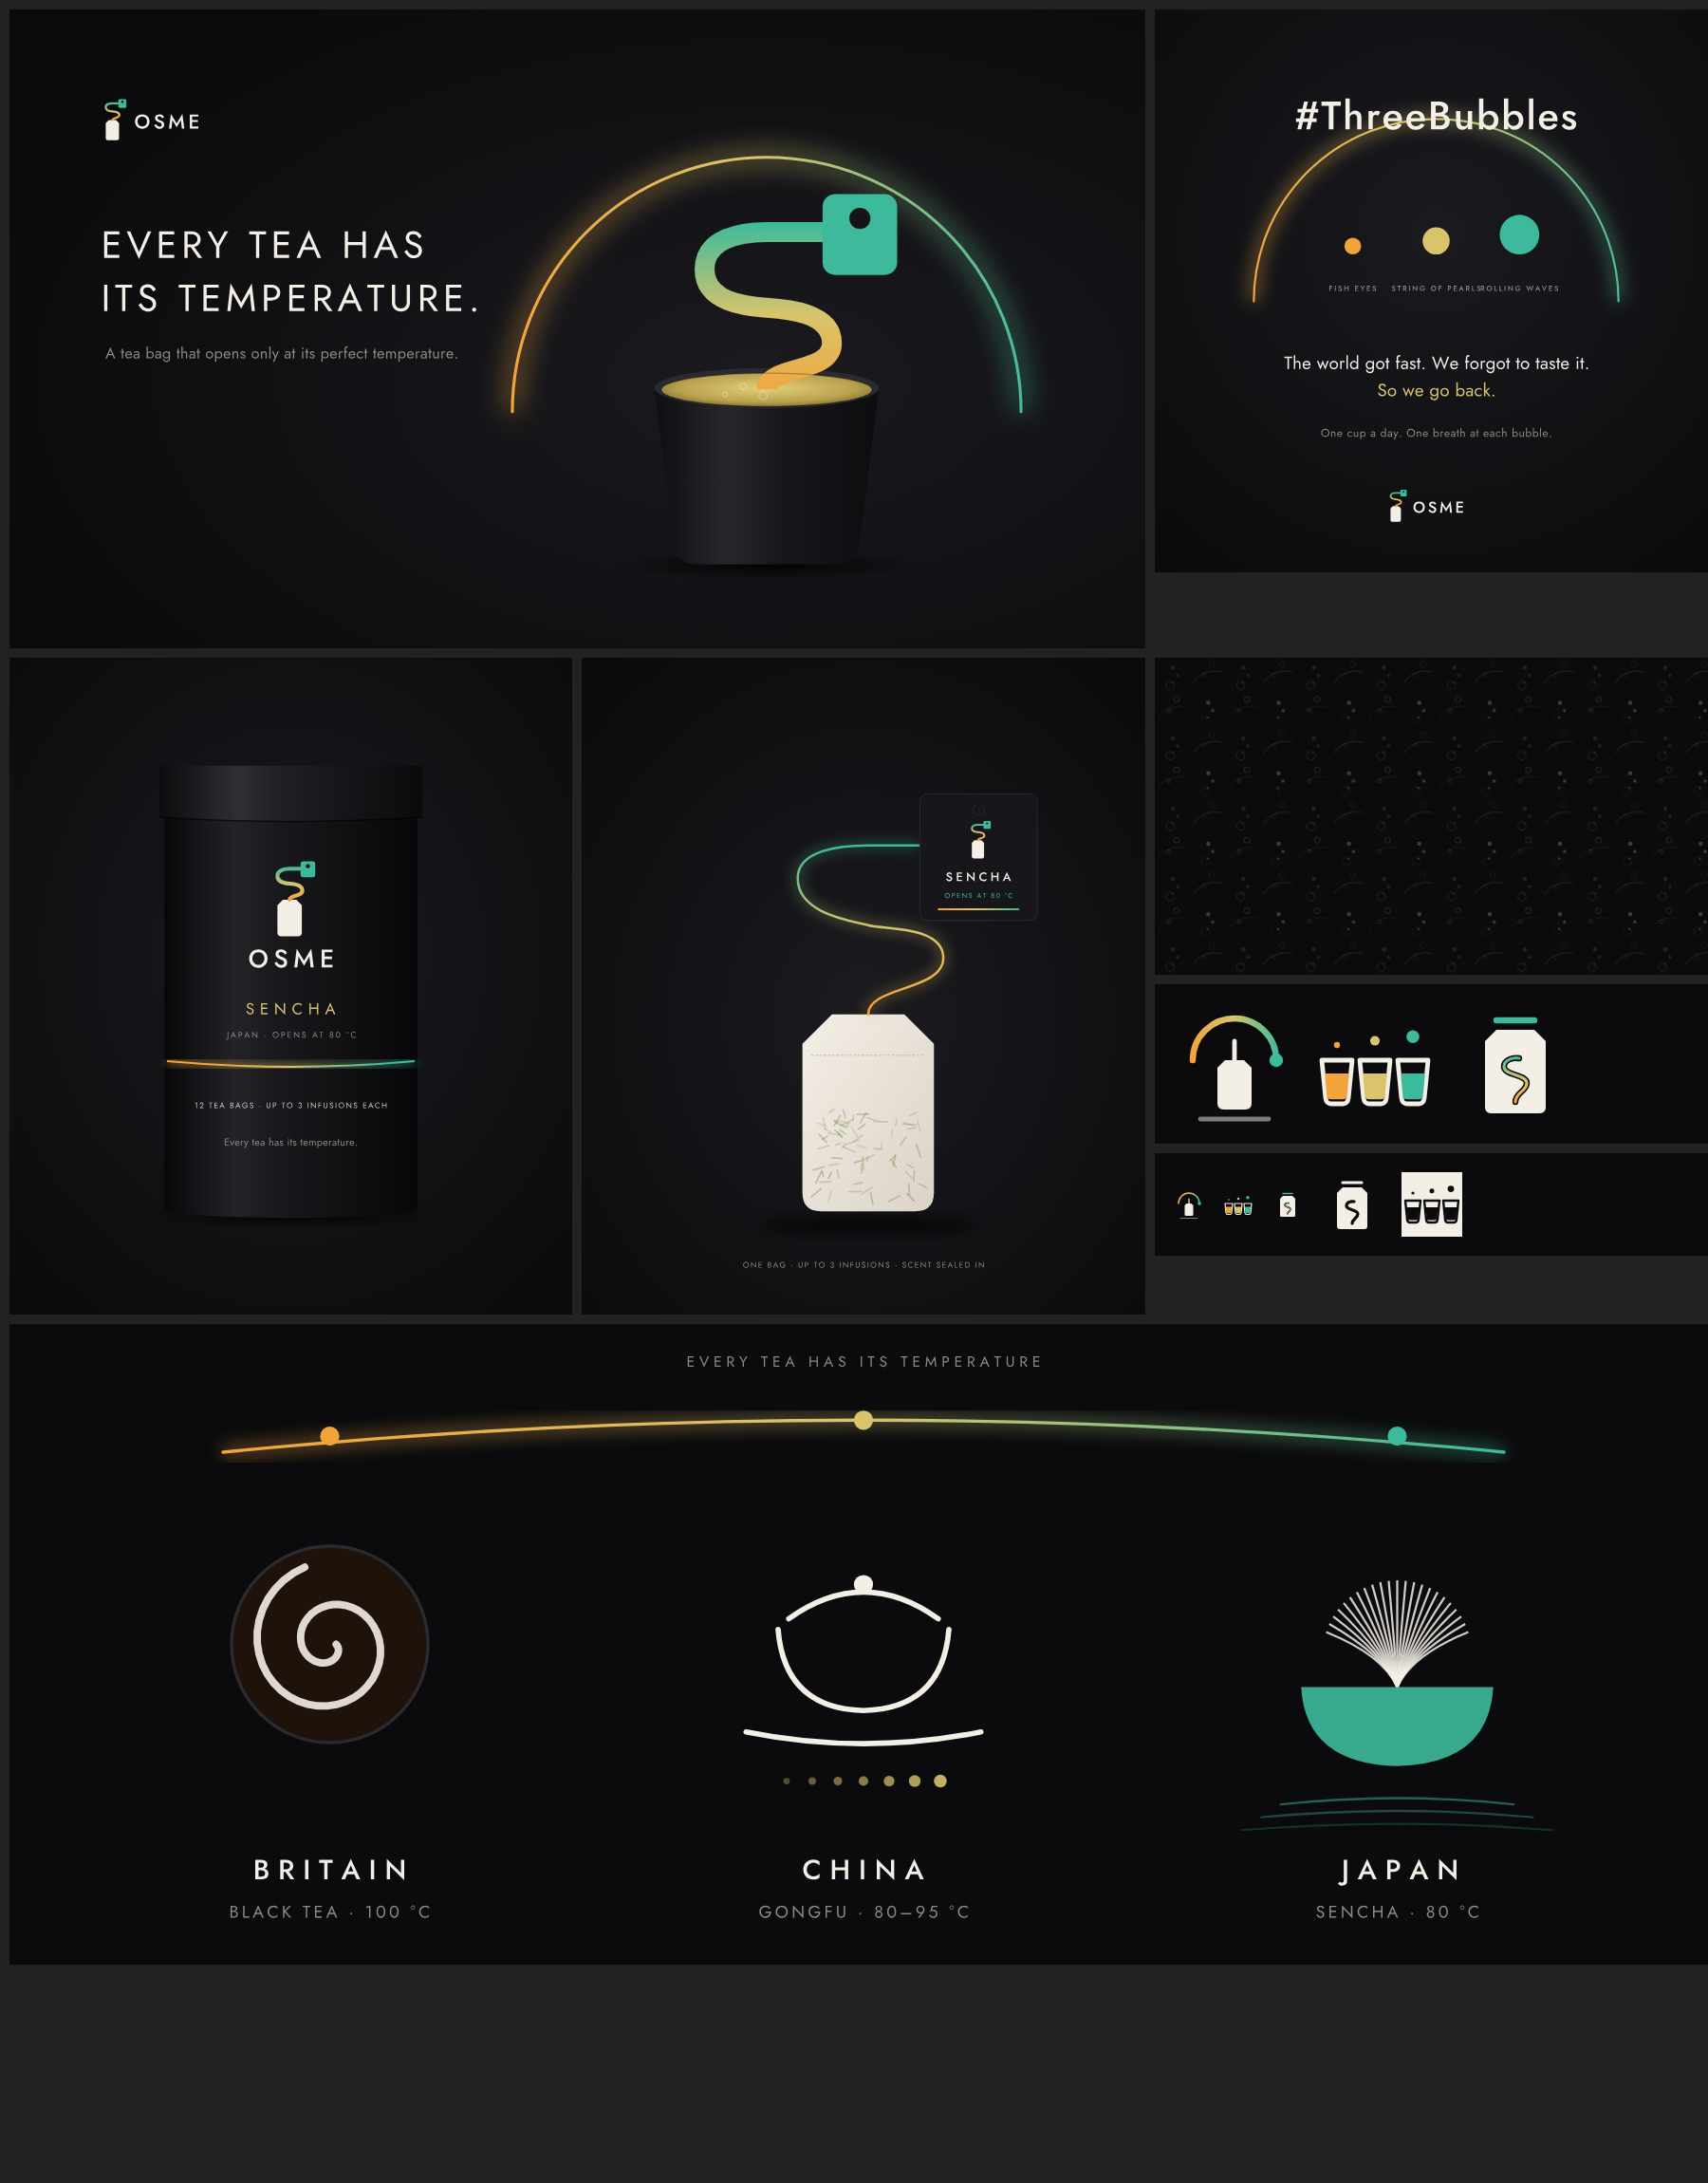 OSME
EVERY TEA HAS
ITS TEMPERATURE.
A tea bag that opens only at its perfect temperature.
#ThreeBubbles
FISH EYES
STRING OF PEARLS
ROLLING WAVES
The world got fast. We forgot to taste it.
So we go back.
One cup a day. One breath at each bubble.
OSME
OSME
SENCHA
JAPAN · OPENS AT 80 °C
12 TEA BAGS · UP TO 3 INFUSIONS EACH
Every tea has its temperature.
SENCHA
OPENS AT 80 °C
ONE BAG · UP TO 3 INFUSIONS · SCENT SEALED IN
EVERY TEA HAS ITS TEMPERATURE
BRITAIN
BLACK TEA · 100 °C
CHINA
GONGFU · 80–95 °C
JAPAN
SENCHA · 80 °C